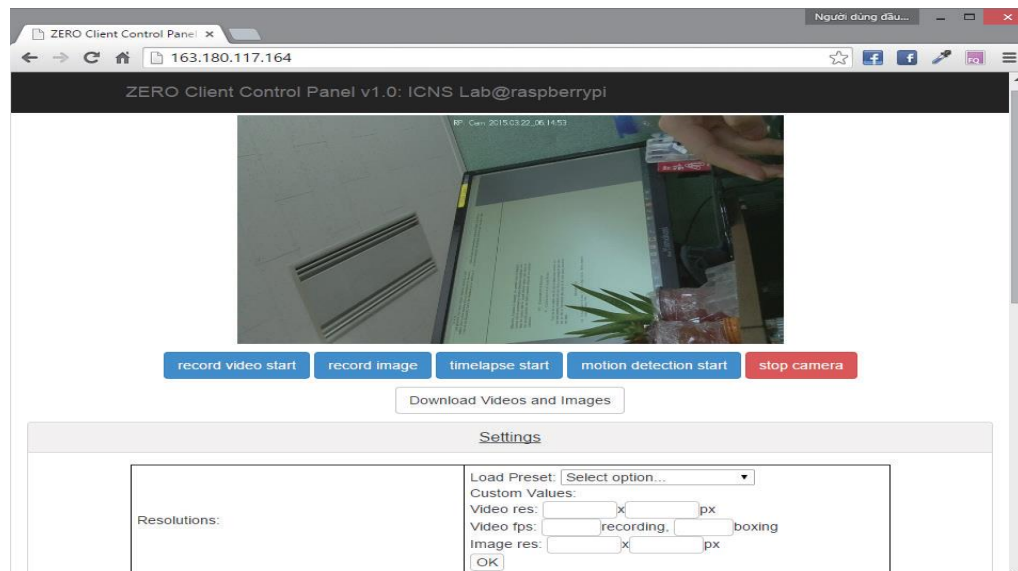 Người dùng đầu...
ZERO Client Control Panel
163.180.117.164
ZERO Client Control Panel v1.0: ICNS Lab@raspberrypi
RPi Cam 2015.03.22_06:14:53
record video start
record image
timelapse start
motion detection start
stop camera
Download Videos and Images
Settings
Resolutions:
Load Preset: Select option...
Custom Values:
Video res: x px
Video fps: recording, boxing
Image res: x px
OK